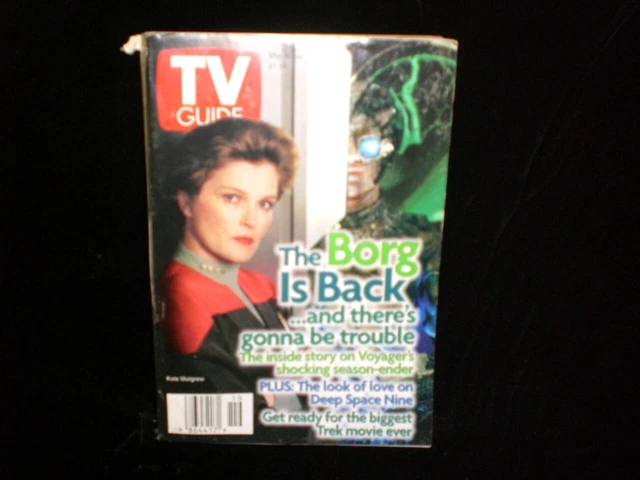 TV
GUIDE
The Borg
Is Back
...and there's
gonna be trouble
The inside story on Voyager's
shocking season-ender
PLUS: The look of love on
Deep Space Nine
Get ready for the biggest
Trek movie ever
Kate Mulgrew
19